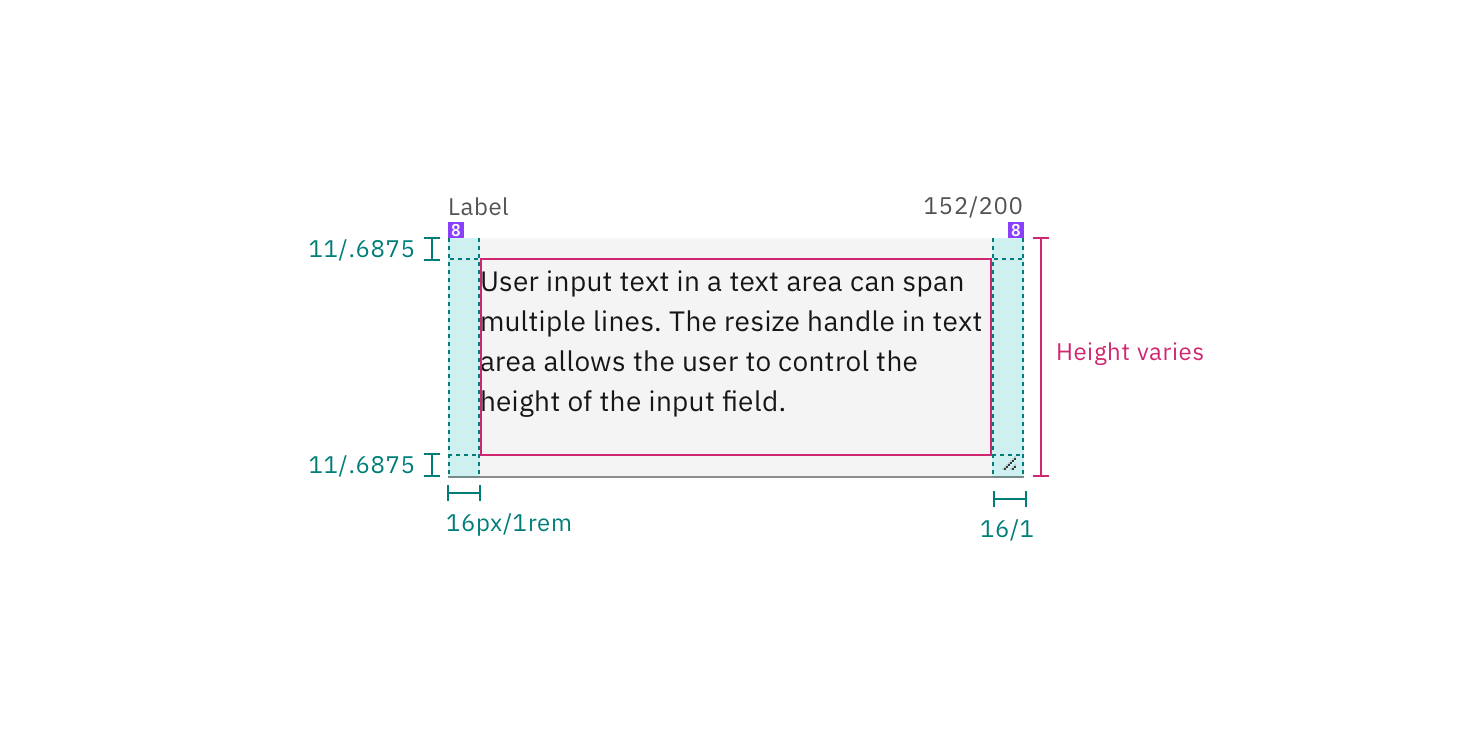 Label
152/200
8
8
11/.6875
User input text in a text area can span
multiple lines. The resize handle in text
area allows the user to control the
height of the input field.
Height varies
11/.6875
16px/1rem
16/1